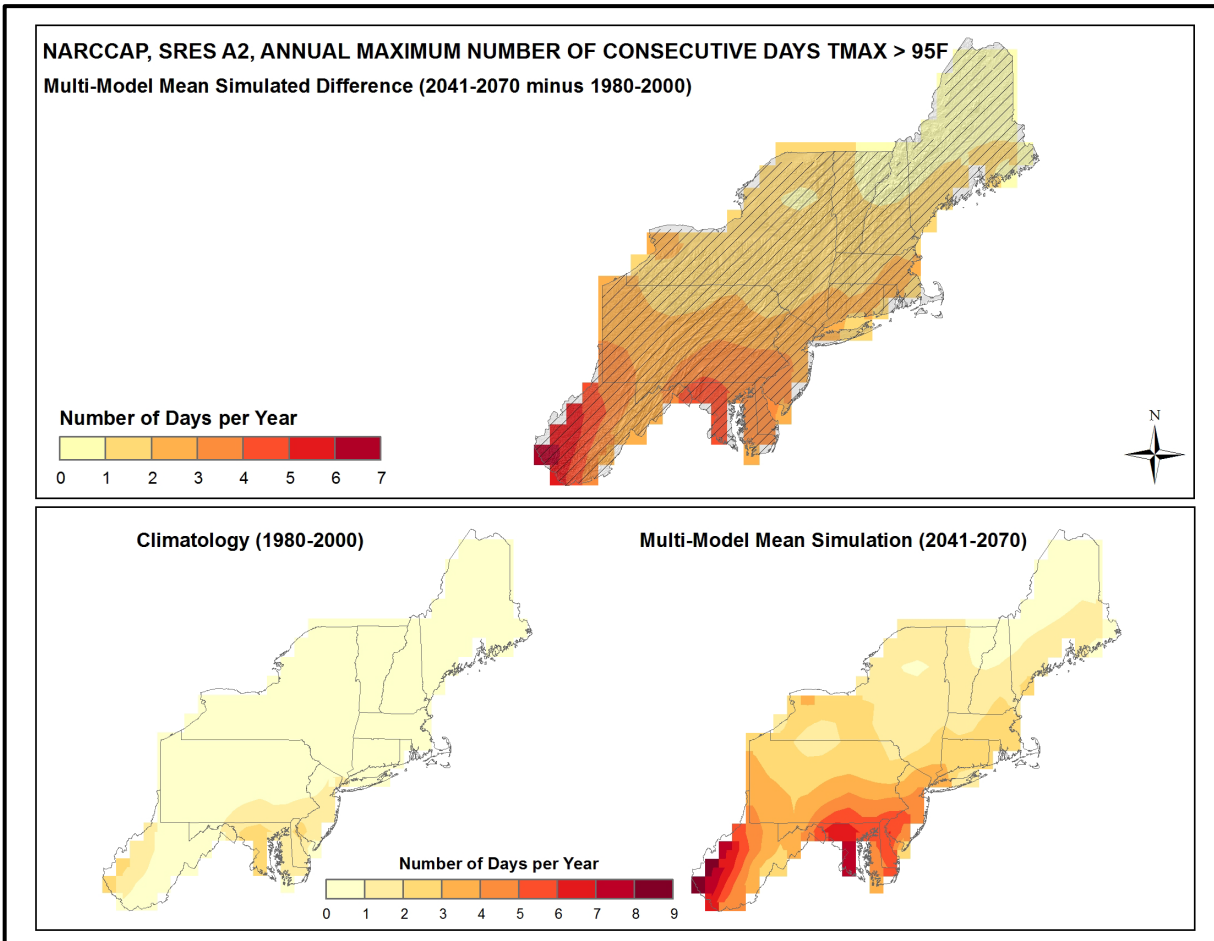 NARCCAP, SRES A2, ANNUAL MAXIMUM NUMBER OF CONSECUTIVE DAYS TMAX > 95F
Multi-Model Mean Simulated Difference (2041-2070 minus 1980-2000)
Number of Days per Year
0 1 2 3 4 5 6 7
N
Climatology (1980-2000)
Multi-Model Mean Simulation (2041-2070)
Number of Days per Year
0 1 2 3 4 5 6 7 8 9